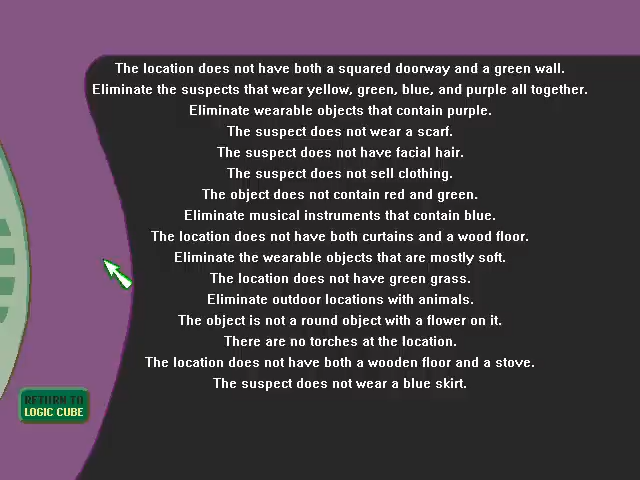 The location does not have both a squared doorway and a green wall.
Eliminate the suspects that wear yellow, green, blue, and purple all together.
Eliminate wearable objects that contain purple.
The suspect does not wear a scarf.
The suspect does not have facial hair.
The suspect does not sell clothing.
The object does not contain red and green.
Eliminate musical instruments that contain blue.
The location does not have both curtains and a wood floor.
Eliminate the wearable objects that are mostly soft.
The location does not have green grass.
Eliminate outdoor locations with animals.
The object is not a round object with a flower on it.
There are no torches at the location.
The location does not have both a wooden floor and a stove.
The suspect does not wear a blue skirt.
RETURN TO
LOGIC CUBE